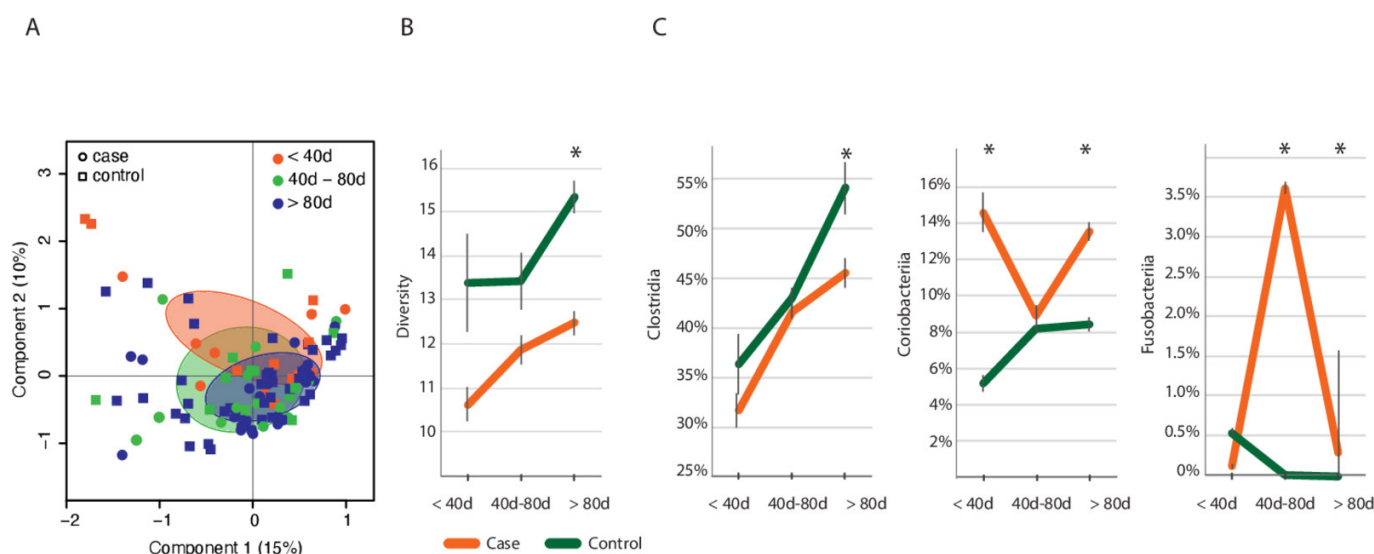 A
B
C
case
control
< 40d
40d – 80d
> 80d
3
2
1
0
−1
−2
−1
0
1
Component 2 (10%)
Component 1 (15%)
*
16
15
14
13
12
11
10
Diversity
< 40d
40d-80d
> 80d
*
55%
50%
45%
40%
35%
30%
25%
Clostridia
< 40d
40d-80d
> 80d
*
*
16%
14%
12%
10%
8%
6%
4%
2%
Coriobacteriia
< 40d
40d-80d
> 80d
*
*
3.5%
3.0%
2.5%
2.0%
1.5%
1.0%
0.5%
0%
Fusobacteriia
< 40d
40d-80d
> 80d
Case
Control